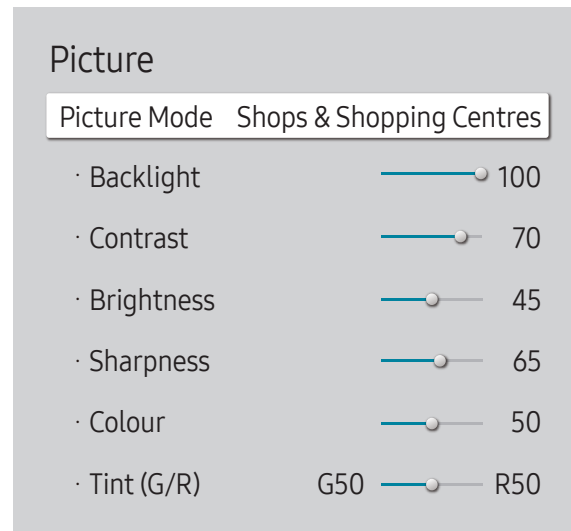 Picture
Picture Mode Shops & Shopping Centres
· Backlight 100
· Contrast 70
· Brightness 45
· Sharpness 65
· Colour 50
· Tint (G/R) G50 R50